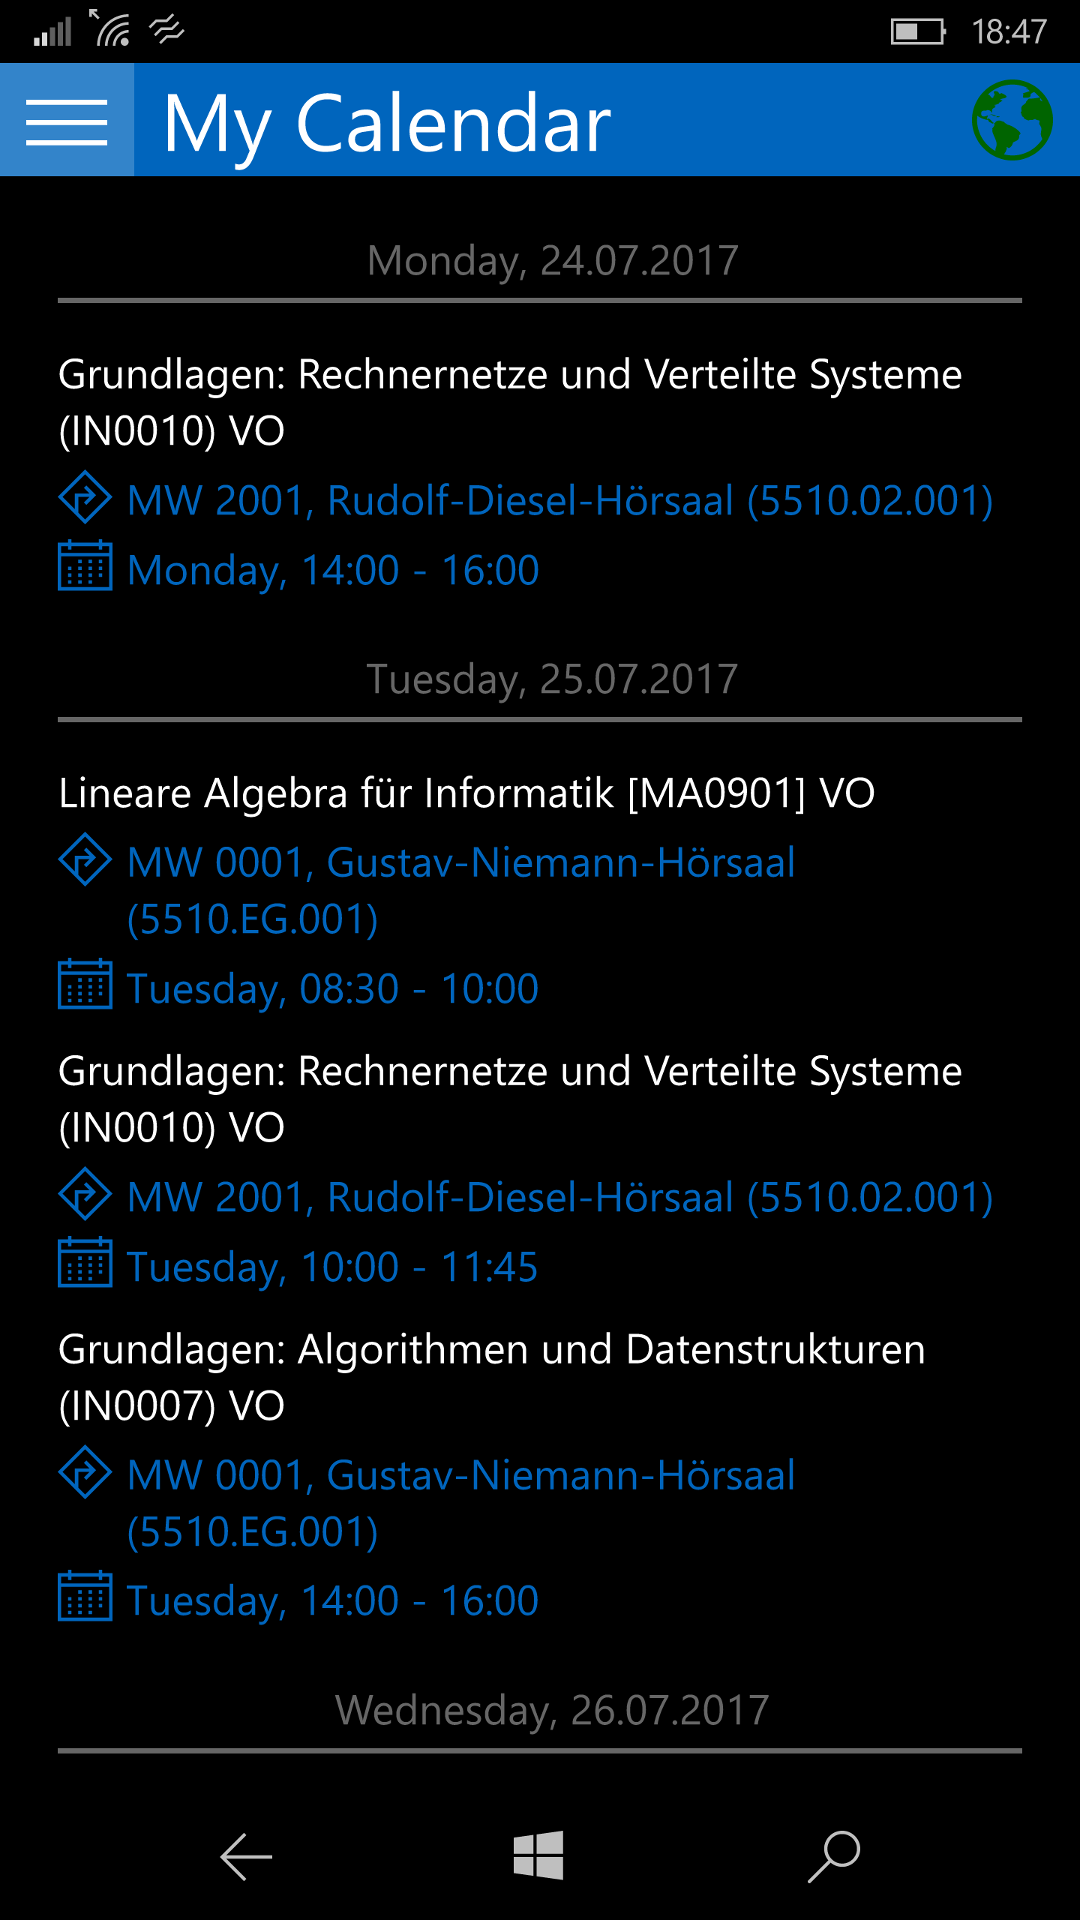 18:47
My Calendar
Monday, 24.07.2017
Grundlagen: Rechnernetze und Verteilte Systeme
(IN0010) VO
MW 2001, Rudolf-Diesel-Hörsaal (5510.02.001)
Monday, 14:00 - 16:00
Tuesday, 25.07.2017
Lineare Algebra für Informatik [MA0901] VO
MW 0001, Gustav-Niemann-Hörsaal
(5510.EG.001)
Tuesday, 08:30 - 10:00
Grundlagen: Rechnernetze und Verteilte Systeme
(IN0010) VO
MW 2001, Rudolf-Diesel-Hörsaal (5510.02.001)
Tuesday, 10:00 - 11:45
Grundlagen: Algorithmen und Datenstrukturen
(IN0007) VO
MW 0001, Gustav-Niemann-Hörsaal
(5510.EG.001)
Tuesday, 14:00 - 16:00
Wednesday, 26.07.2017